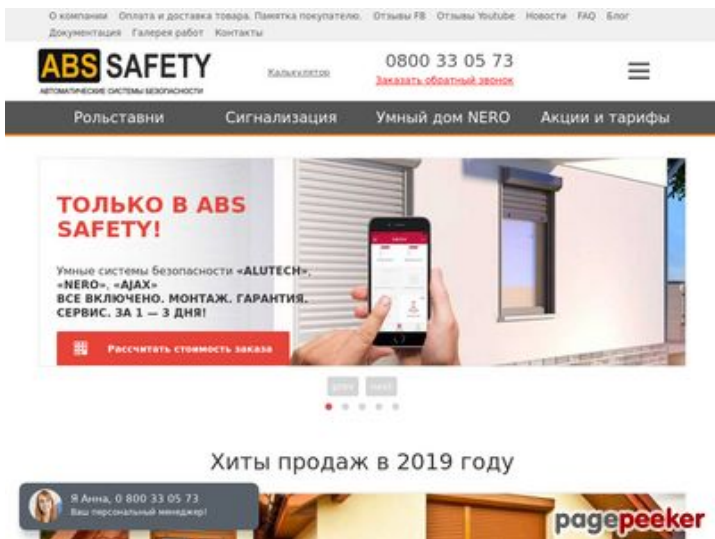 О компании Оплата и доставка товара. Памятка покупателю. Отзывы FB Отзывы Youtube Новости FAQ Блог
Документация Галерея работ Контакты
ABS SAFETY
АВТОМАТИЧЕСКИЕ СИСТЕМЫ БЕЗОПАСНОСТИ
Калькулятор
0800 33 05 73
Заказать обратный звонок
Рольставни Сигнализация Умный дом NERO Акции и тарифы
ТОЛЬКО В ABS
SAFETY!
Умные системы безопасности «ALUTECH»,
«NERO», «AJAX»
ВСЕ ВКЛЮЧЕНО. МОНТАЖ. ГАРАНТИЯ.
СЕРВИС. ЗА 1 — 3 ДНЯ!
Рассчитать стоимость заказа
prev next
Хиты продаж в 2019 году
Я Анна, 0 800 33 05 73
Ваш персональный менеджер!
pagepeeker